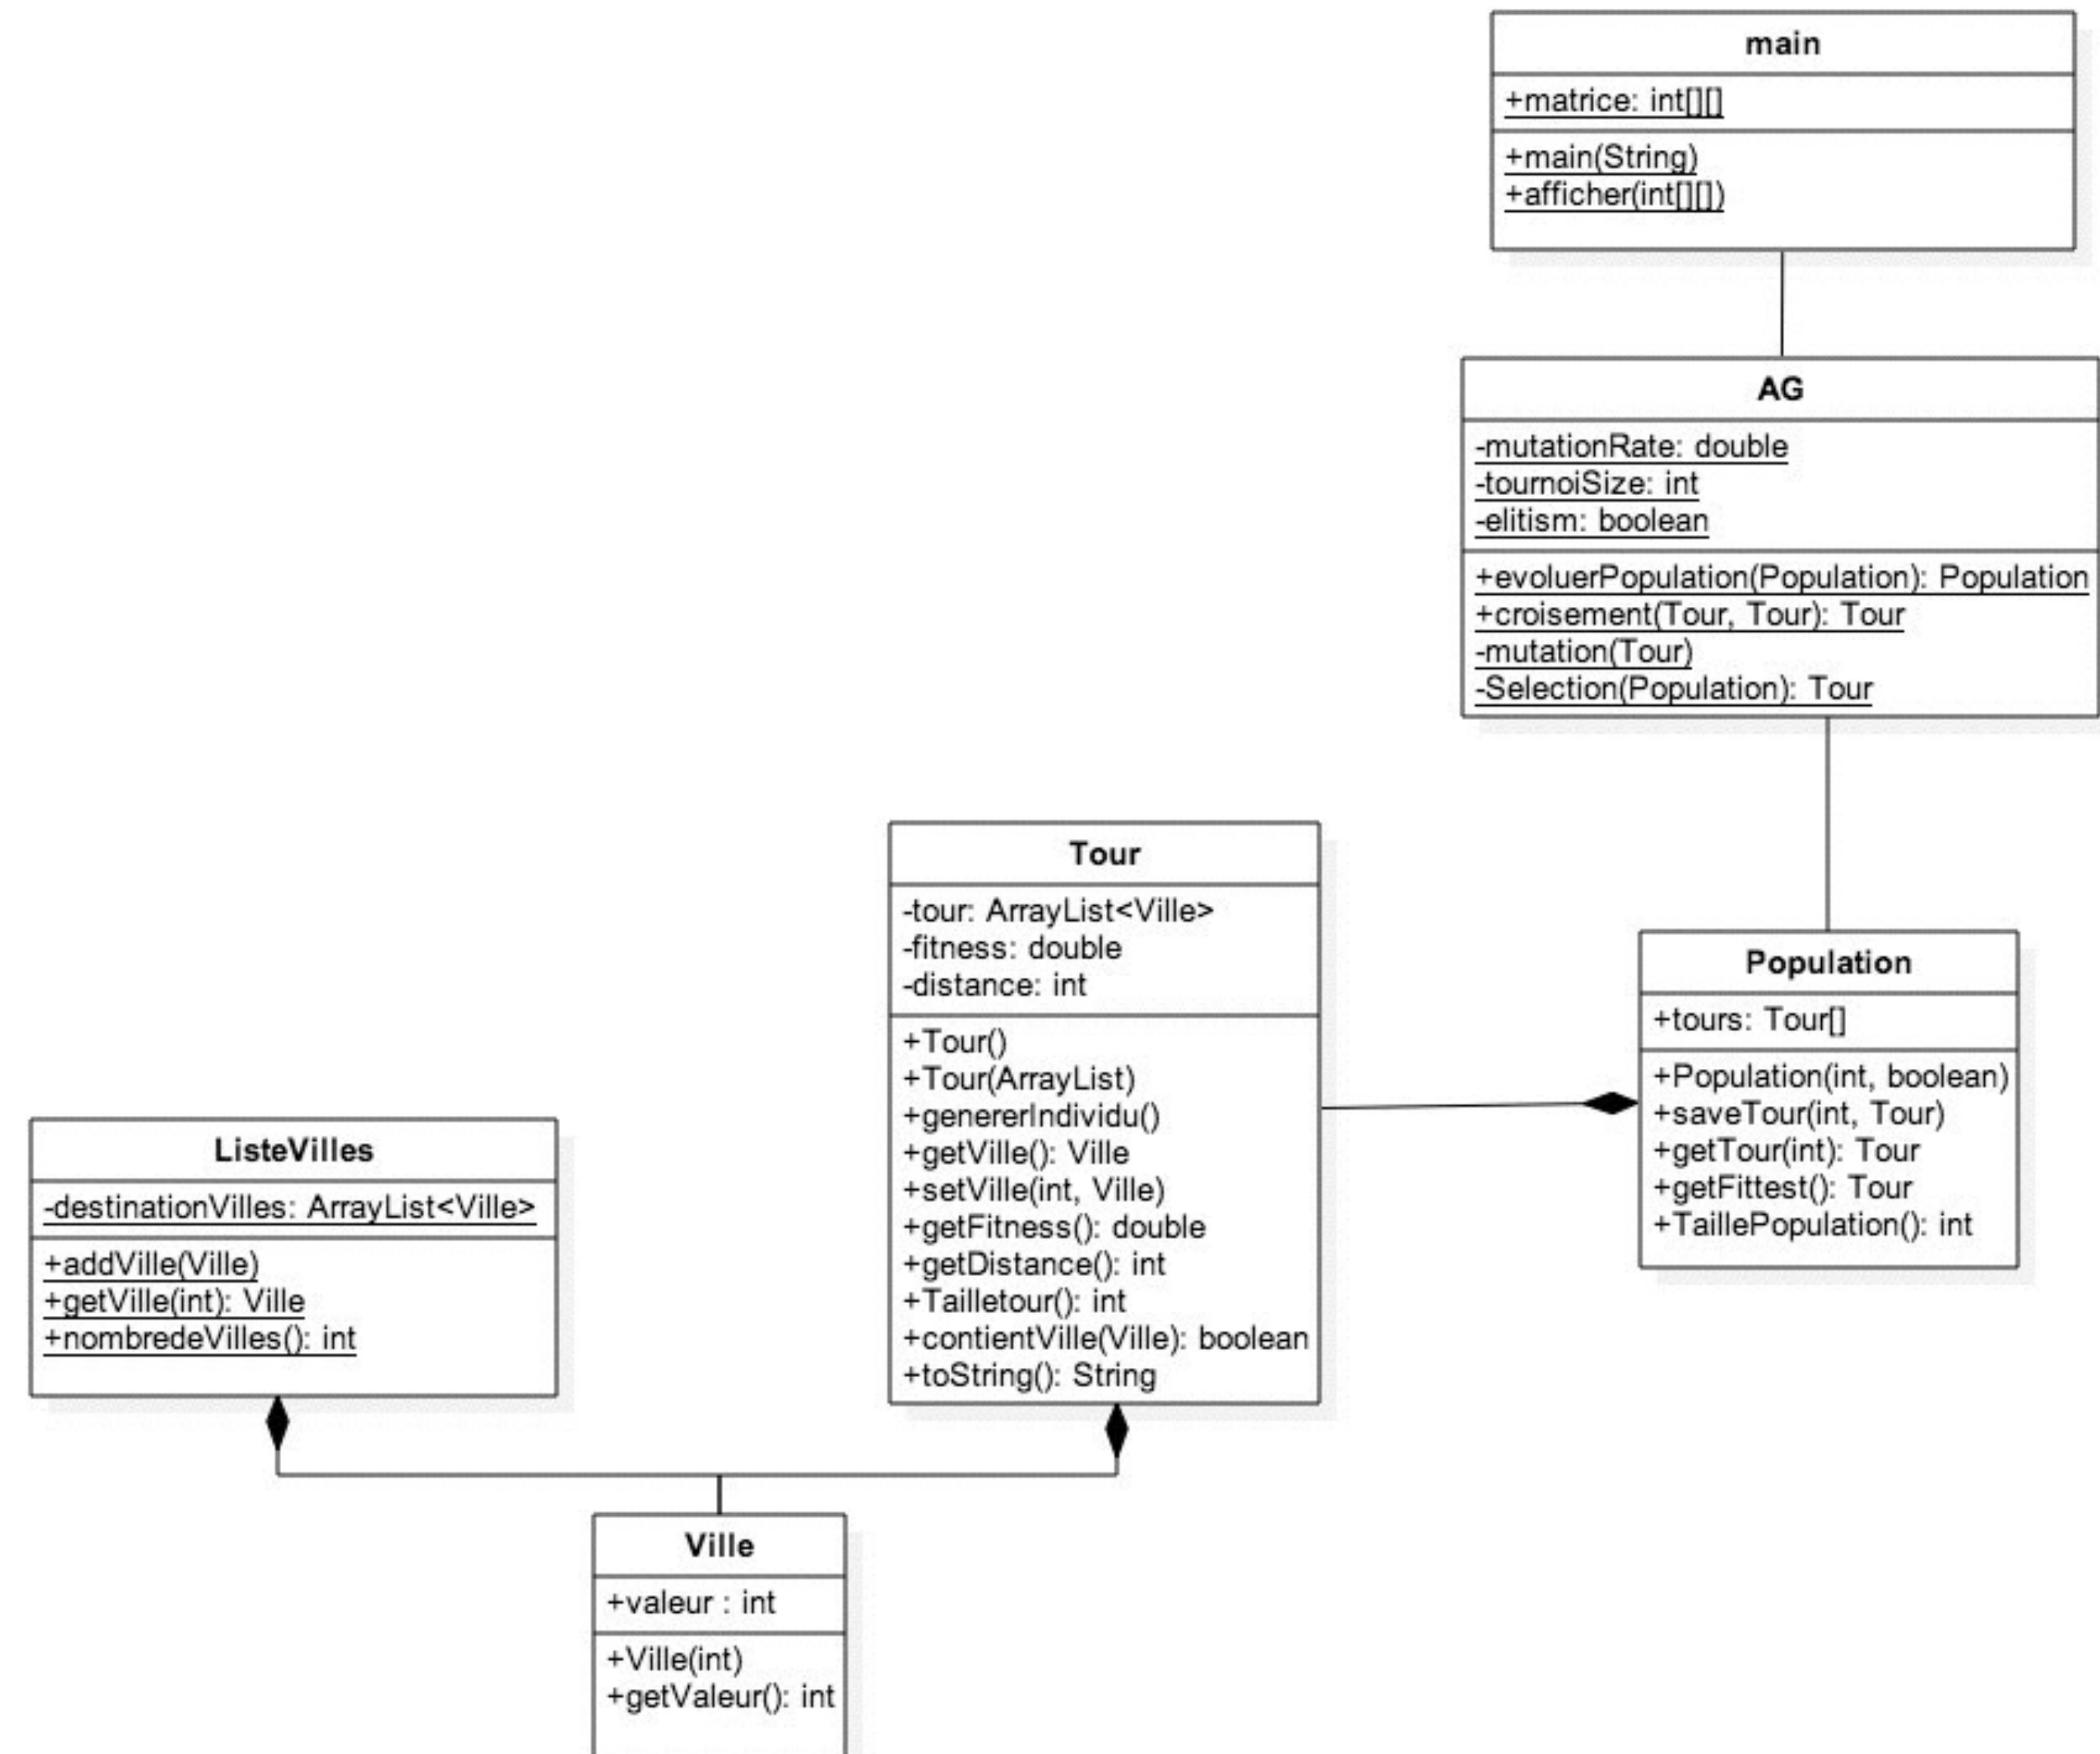 main
+matrice: int[][]
+main(String)
+afficher(int[][])
AG
-mutationRate: double
-tournoiSize: int
-elitism: boolean
+evoluerPopulation(Population): Population
+croisement(Tour, Tour): Tour
-mutation(Tour)
-Selection(Population): Tour
Tour
-tour: ArrayList<Ville>
-fitness: double
-distance: int
+Tour()
+Tour(ArrayList)
+genererIndividu()
+getVille(): Ville
+setVille(int, Ville)
+getFitness(): double
+getDistance(): int
+Tailletour(): int
+contientVille(Ville): boolean
+toString(): String
Population
+tours: Tour[]
+Population(int, boolean)
+saveTour(int, Tour)
+getTour(int): Tour
+getFittest(): Tour
+TaillePopulation(): int
ListeVilles
-destinationVilles: ArrayList<Ville>
+addVille(Ville)
+getVille(int): Ville
+nombredeVilles(): int
Ville
+valeur : int
+Ville(int)
+getValeur(): int